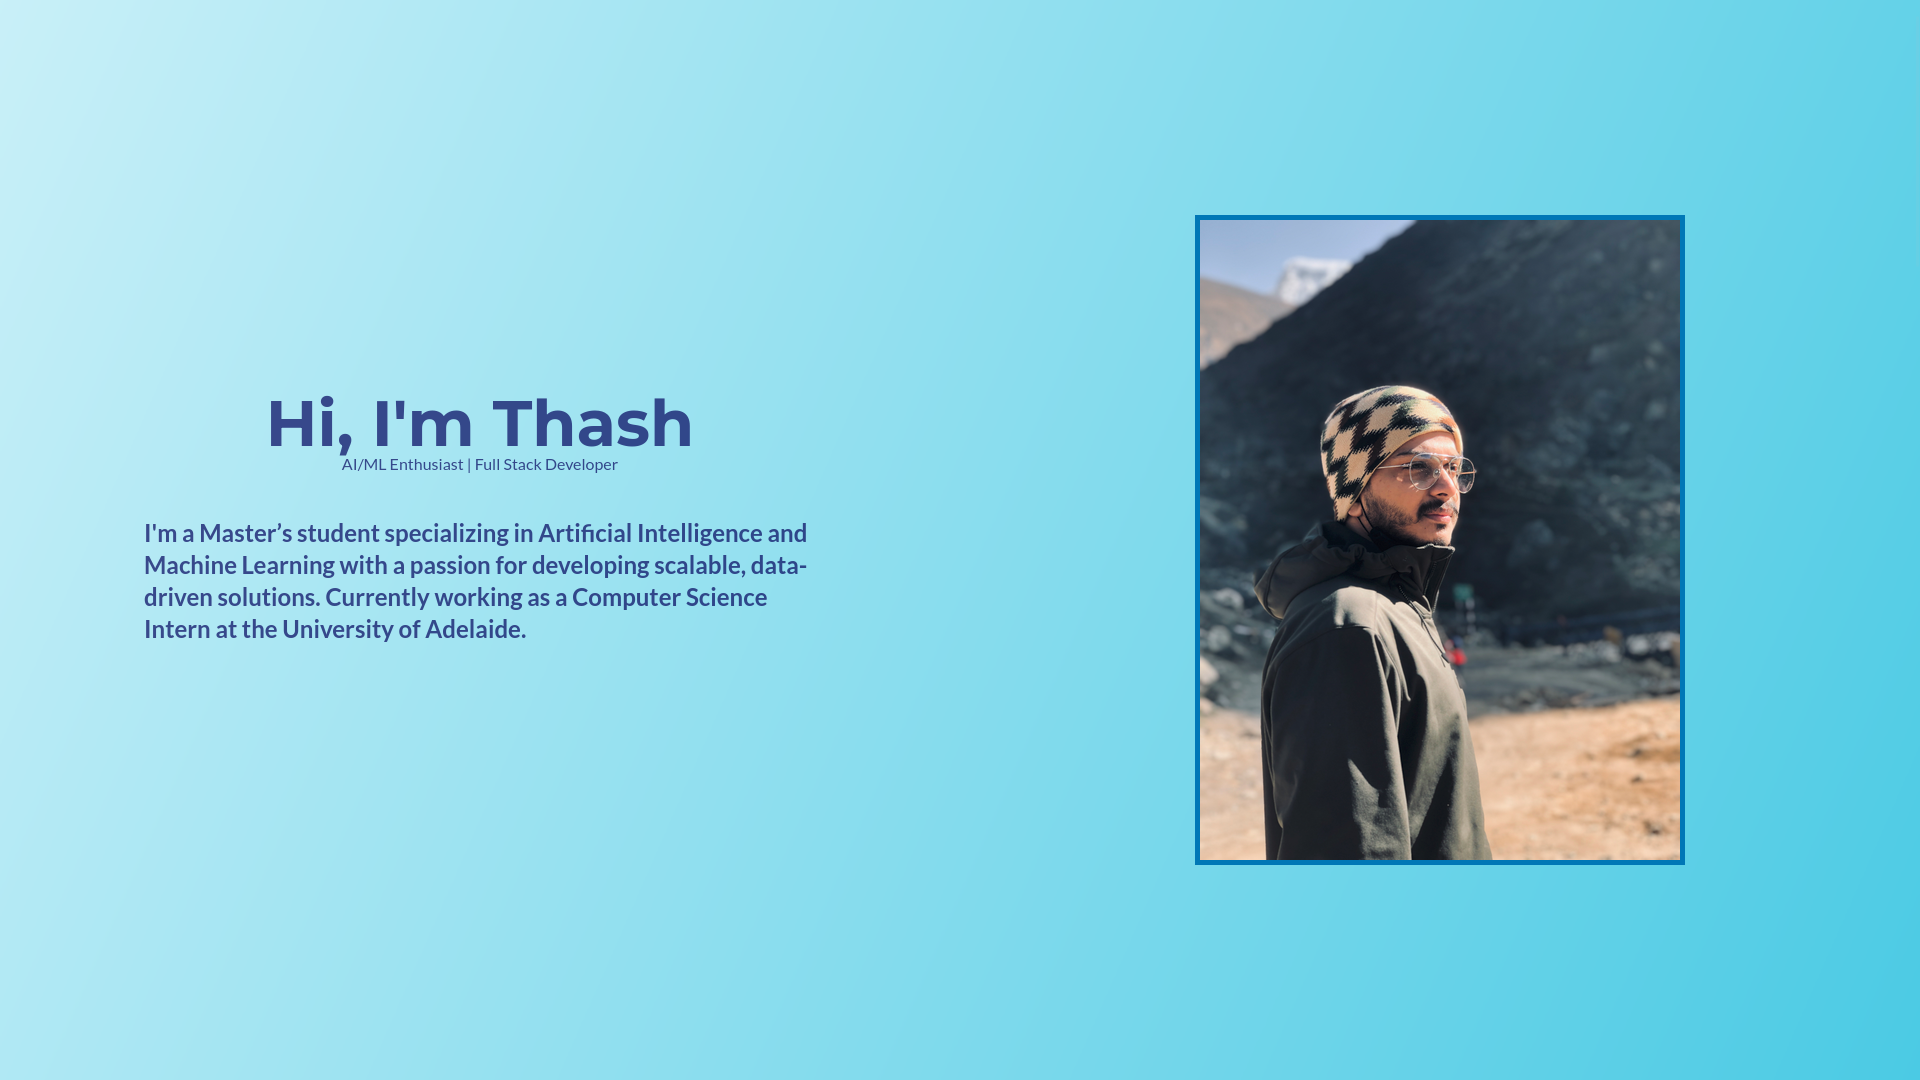 Hi, I'm Thash
AI/ML Enthusiast | Full Stack Developer
I'm a Master’s student specializing in Artificial Intelligence and
Machine Learning with a passion for developing scalable, data-
driven solutions. Currently working as a Computer Science
Intern at the University of Adelaide.